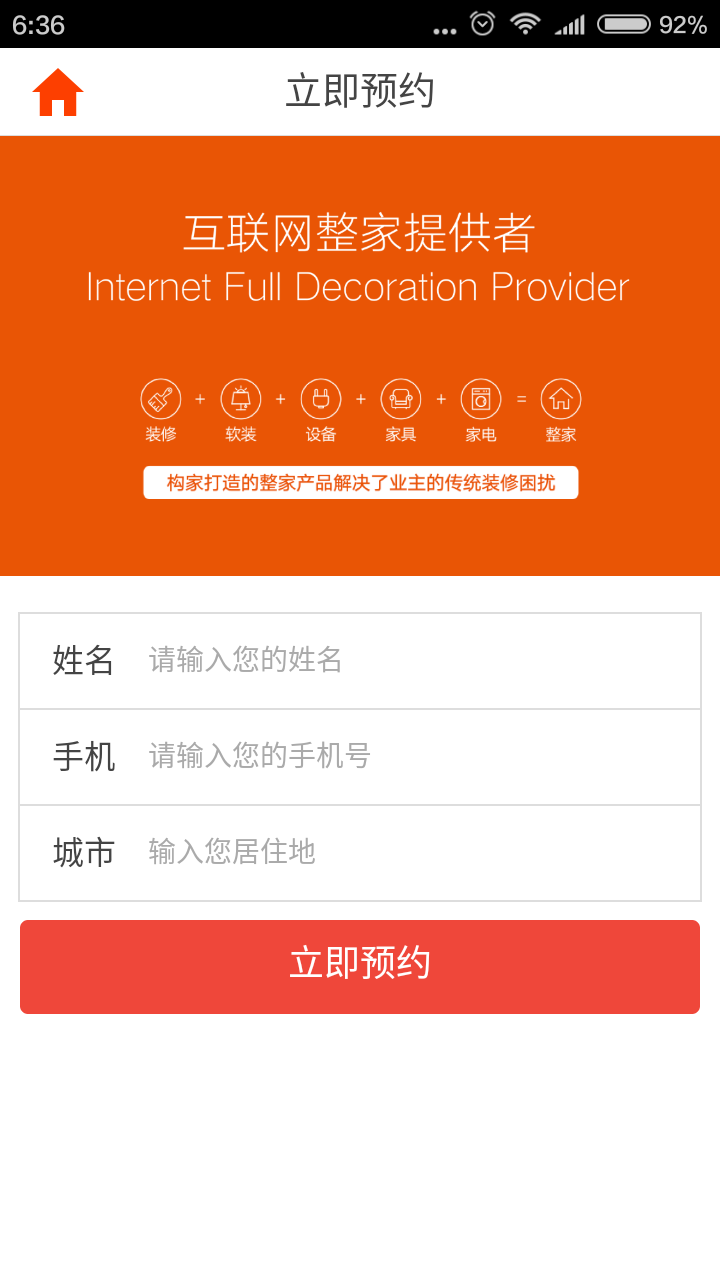 6:36
92%
立即预约
互联网整家提供者
Internet Full Decoration Provider
+ + + + =
装修 软装 设备 家具 家电 整家
构家打造的整家产品解决了业主的传统装修困扰
姓名 请输入您的姓名
手机 请输入您的手机号
城市 输入您居住地
立即预约